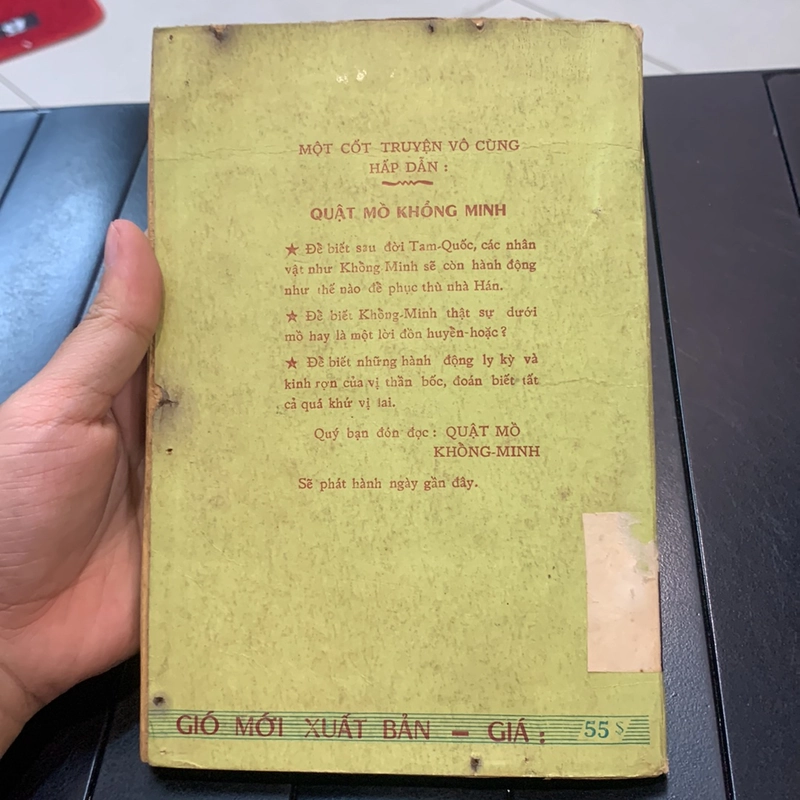 MỘT CỐT TRUYỆN VÔ CÙNG
HẤP DẪN :
QUẬT MỒ KHỔNG MINH
★ Để biết sau đời Tam-Quốc, các nhân
vật như Khổng-Minh sẽ còn hành động
như thế nào để phục thù nhà Hán.
★ Để biết Khổng-Minh thật sự dưới
mồ hay là một lời đồn huyền-hoặc ?
★ Để biết những hành động ly kỳ và
kinh rợn của vị thần bốc, đoán biết tất
cả quá khứ vị lai.
Quý bạn đón đọc : QUẬT MỒ
KHỔNG-MINH
Sẽ phát hành ngày gần đây.
GIÓ MỚI XUẤT BẢN – GIÁ : 55$